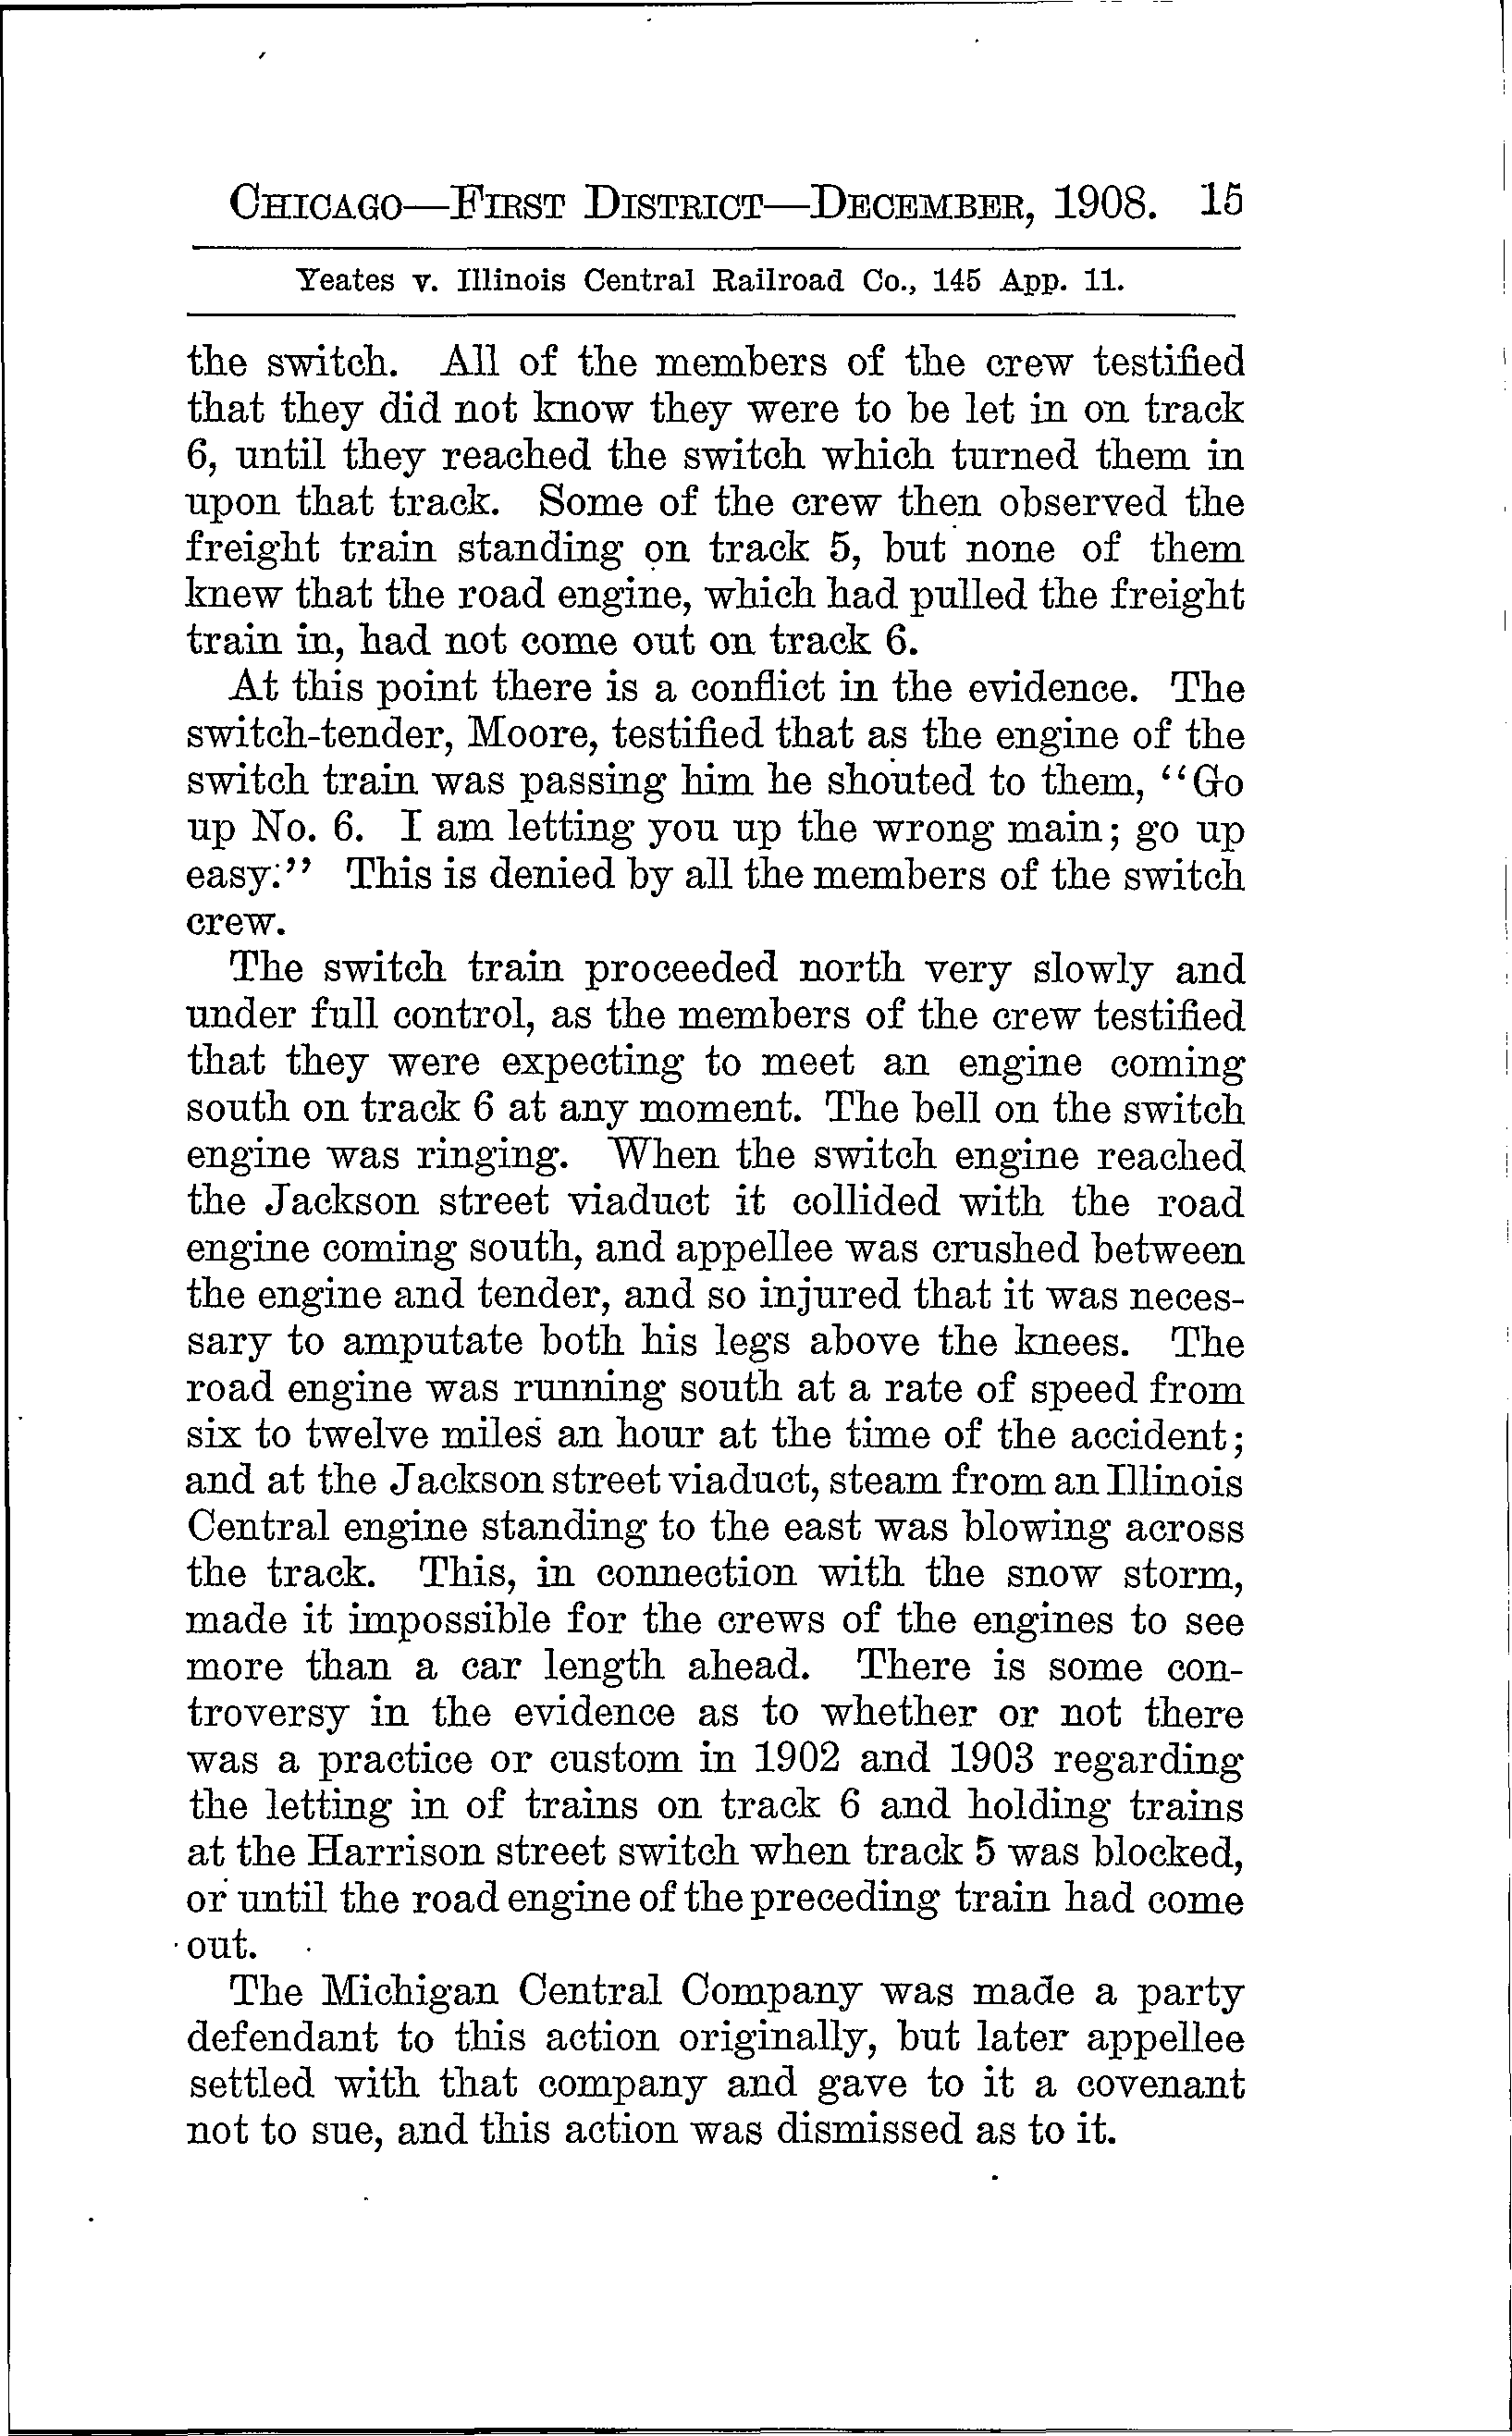 CHICAGO—FIRST DISTRICT—DECEMBER, 1908. 15
Yeates v. Illinois Central Railroad Co., 145 App. 11.
the switch. All of the members of the crew testified
that they did not know they were to be let in on track
6, until they reached the switch which turned them in
upon that track. Some of the crew then observed the
freight train standing on track 5, but none of them
knew that the road engine, which had pulled the freight
train in, had not come out on track 6.
At this point there is a conflict in the evidence. The
switch-tender, Moore, testified that as the engine of the
switch train was passing him he shouted to them, "Go
up No. 6. I am letting you up the wrong main; go up
easy." This is denied by all the members of the switch
crew.
The switch train proceeded north very slowly and
under full control, as the members of the crew testified
that they were expecting to meet an engine coming
south on track 6 at any moment. The bell on the switch
engine was ringing. When the switch engine reached
the Jackson street viaduct it collided with the road
engine coming south, and appellee was crushed between
the engine and tender, and so injured that it was neces-
sary to amputate both his legs above the knees. The
road engine was running south at a rate of speed from
six to twelve miles an hour at the time of the accident;
and at the Jackson street viaduct, steam from an Illinois
Central engine standing to the east was blowing across
the track. This, in connection with the snow storm,
made it impossible for the crews of the engines to see
more than a car length ahead. There is some con-
troversy in the evidence as to whether or not there
was a practice or custom in 1902 and 1903 regarding
the letting in of trains on track 6 and holding trains
at the Harrison street switch when track 5 was blocked,
or until the road engine of the preceding train had come
out.
The Michigan Central Company was made a party
defendant to this action originally, but later appellee
settled with that company and gave to it a covenant
not to sue, and this action was dismissed as to it.